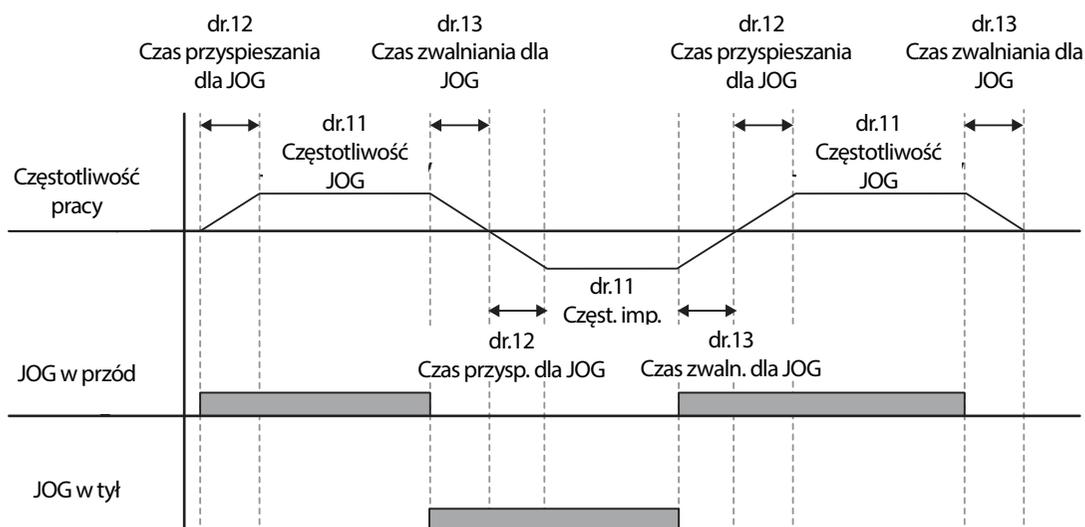 dr.12
Czas przyspieszania
dla JOG
dr.13
Czas zwalniania dla
JOG
dr.12
Czas przyspieszania
dla JOG
dr.13
Czas zwalniania dla
JOG
dr.11
Częstotliwość
JOG
dr.11
Częstotliwość
JOG
Częstotliwość
pracy
dr.11
Częst. imp.
dr.12
Czas przysp. dla JOG
dr.13
Czas zwaln. dla JOG
JOG w przód
JOG w tył